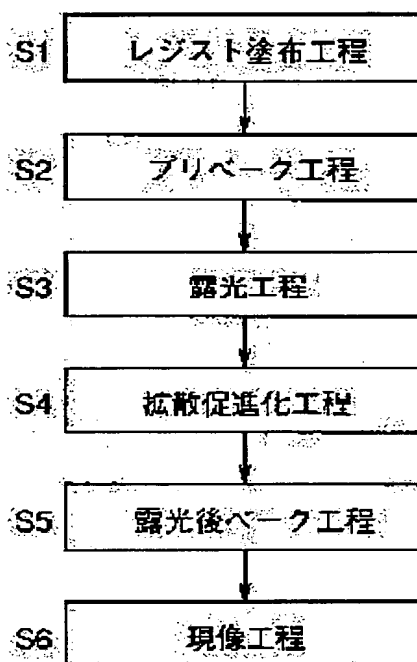 S1 レジスト塗布工程
S2 プリベーク工程
S3 露光工程
S4 拡散促進化工程
S5 露光後ベーク工程
S6 現像工程